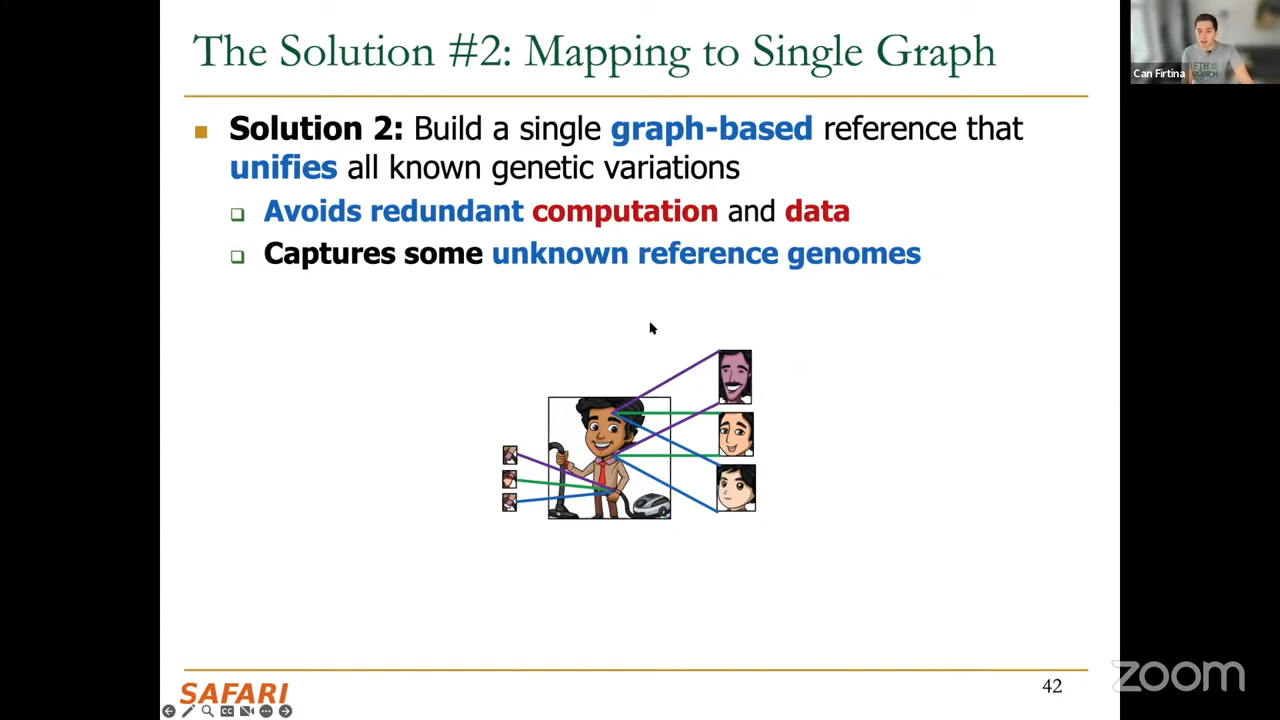 The Solution #2: Mapping to Single Graph
Can Firtina
Solution 2: Build a single graph-based reference that
unifies all known genetic variations
Avoids redundant computation and data
Captures some unknown reference genomes
SAFARI
42
zoom